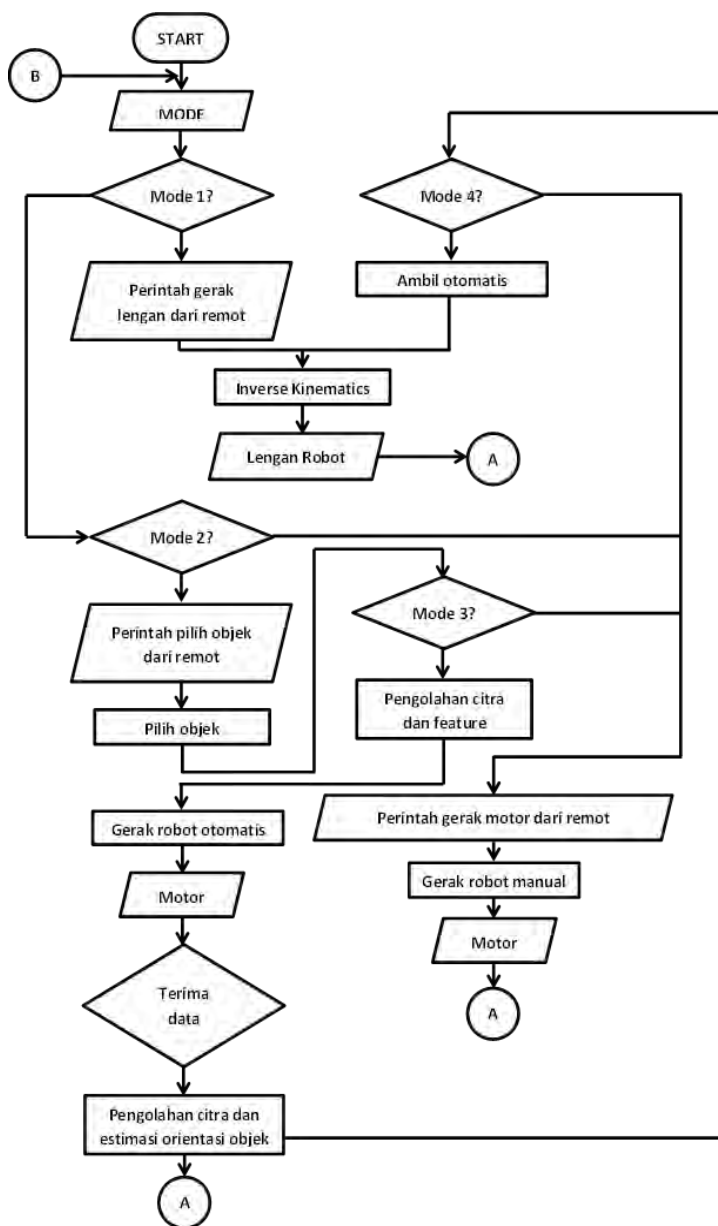 START
B
MODE
Mode 1?
Mode 4?
Perintah gerak
lengan dari remot
Ambil otomatis
Inverse Kinematics
Lengan Robot
A
Mode 2?
Mode 3?
Perintah pilih objek
dari remot
Pengolahan citra
dan feature
Pilih objek
Gerak robot otomatis
Perintah gerak motor dari remot
Motor
Gerak robot manual
Motor
Terima
data
A
Pengolahan citra dan
estimasi orientasi objek
A